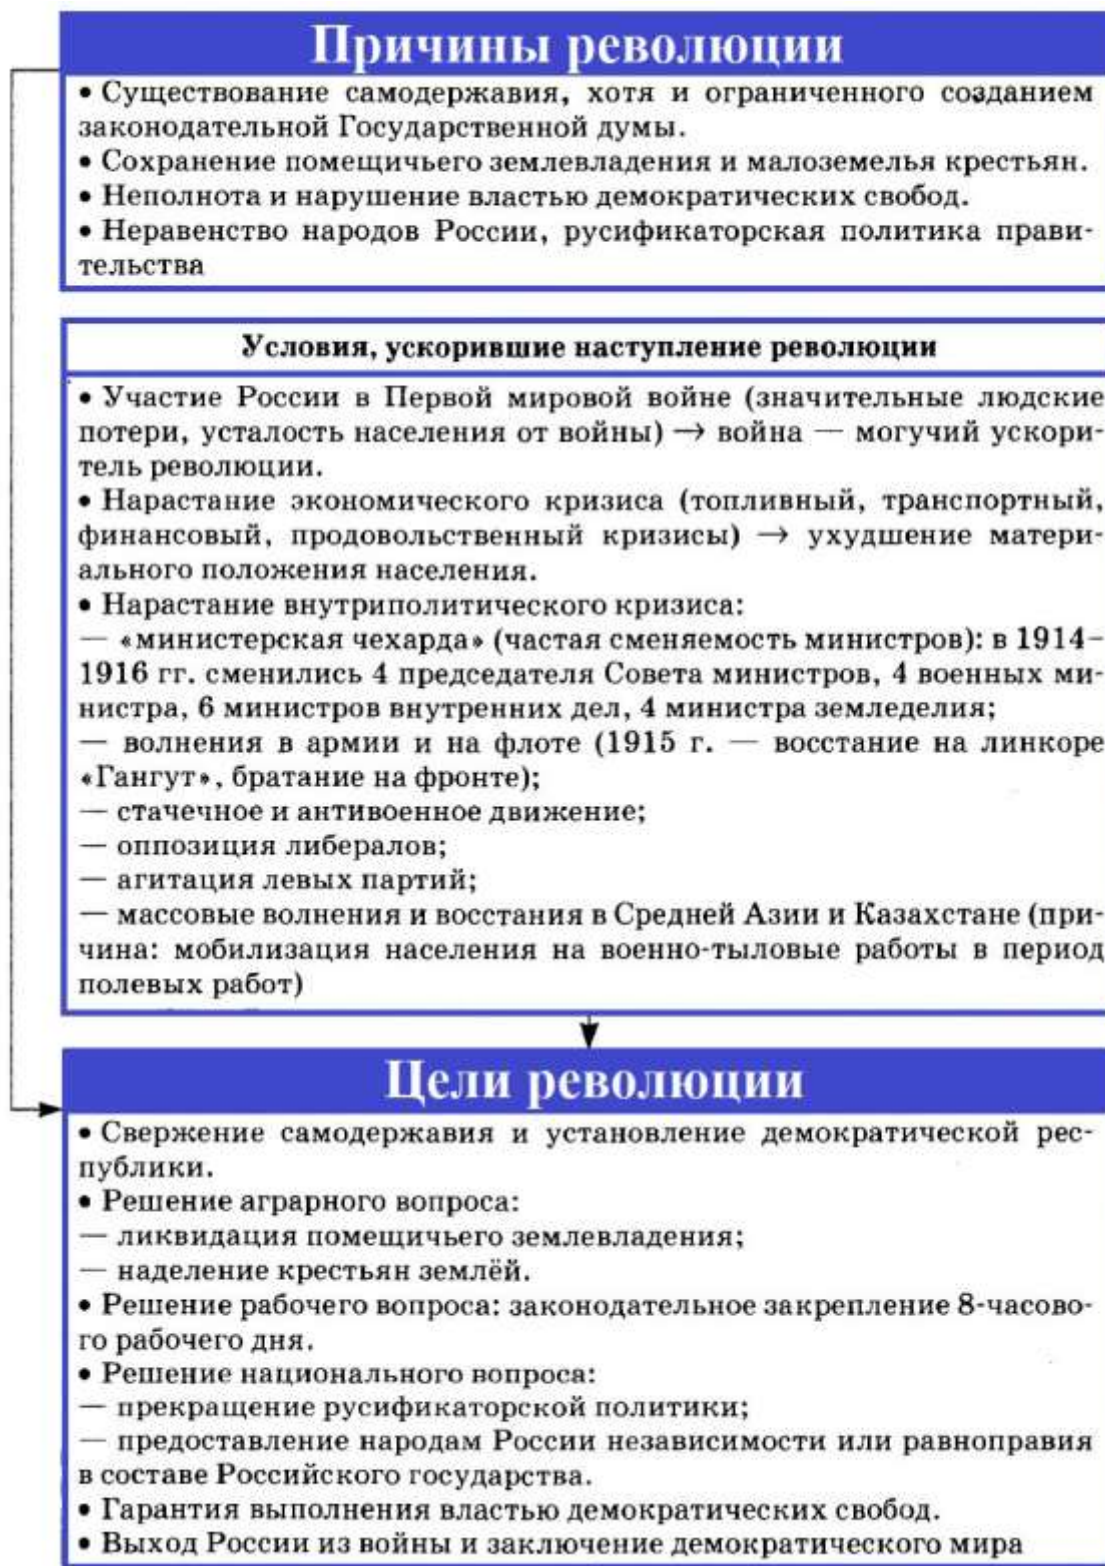 Причины революции
• Существование самодержавия, хотя и ограниченного созданием
законодательной Государственной думы.
• Сохранение помещичьего землевладения и малоземелья крестьян.
• Неполнота и нарушение властью демократических свобод.
• Неравенство народов России, русификаторская политика прави-
тельства
Условия, ускорившие наступление революции
• Участие России в Первой мировой войне (значительные людские
потери, усталость населения от войны) → война — могучий ускори-
тель революции.
• Нарастание экономического кризиса (топливный, транспортный,
финансовый, продовольственный кризисы) → ухудшение матери-
ального положения населения.
• Нарастание внутриполитического кризиса:
— «министерская чехарда» (частая сменяемость министров): в 1914–
1916 гг. сменились 4 председателя Совета министров, 4 военных ми-
нистра, 6 министров внутренних дел, 4 министра земледелия;
— волнения в армии и на флоте (1915 г. — восстание на линкоре
«Гангут», братание на фронте);
— стачечное и антивоенное движение;
— оппозиция либералов;
— агитация левых партий;
— массовые волнения и восстания в Средней Азии и Казахстане (при-
чина: мобилизация населения на военно-тыловые работы в период
полевых работ)
Цели революции
• Свержение самодержавия и установление демократической рес-
публики.
• Решение аграрного вопроса:
— ликвидация помещичьего землевладения;
— наделение крестьян землёй.
• Решение рабочего вопроса: законодательное закрепление 8-часово-
го рабочего дня.
• Решение национального вопроса:
— прекращение русификаторской политики;
— предоставление народам России независимости или равноправия
в составе Российского государства.
• Гарантия выполнения властью демократических свобод.
• Выход России из войны и заключение демократического мира